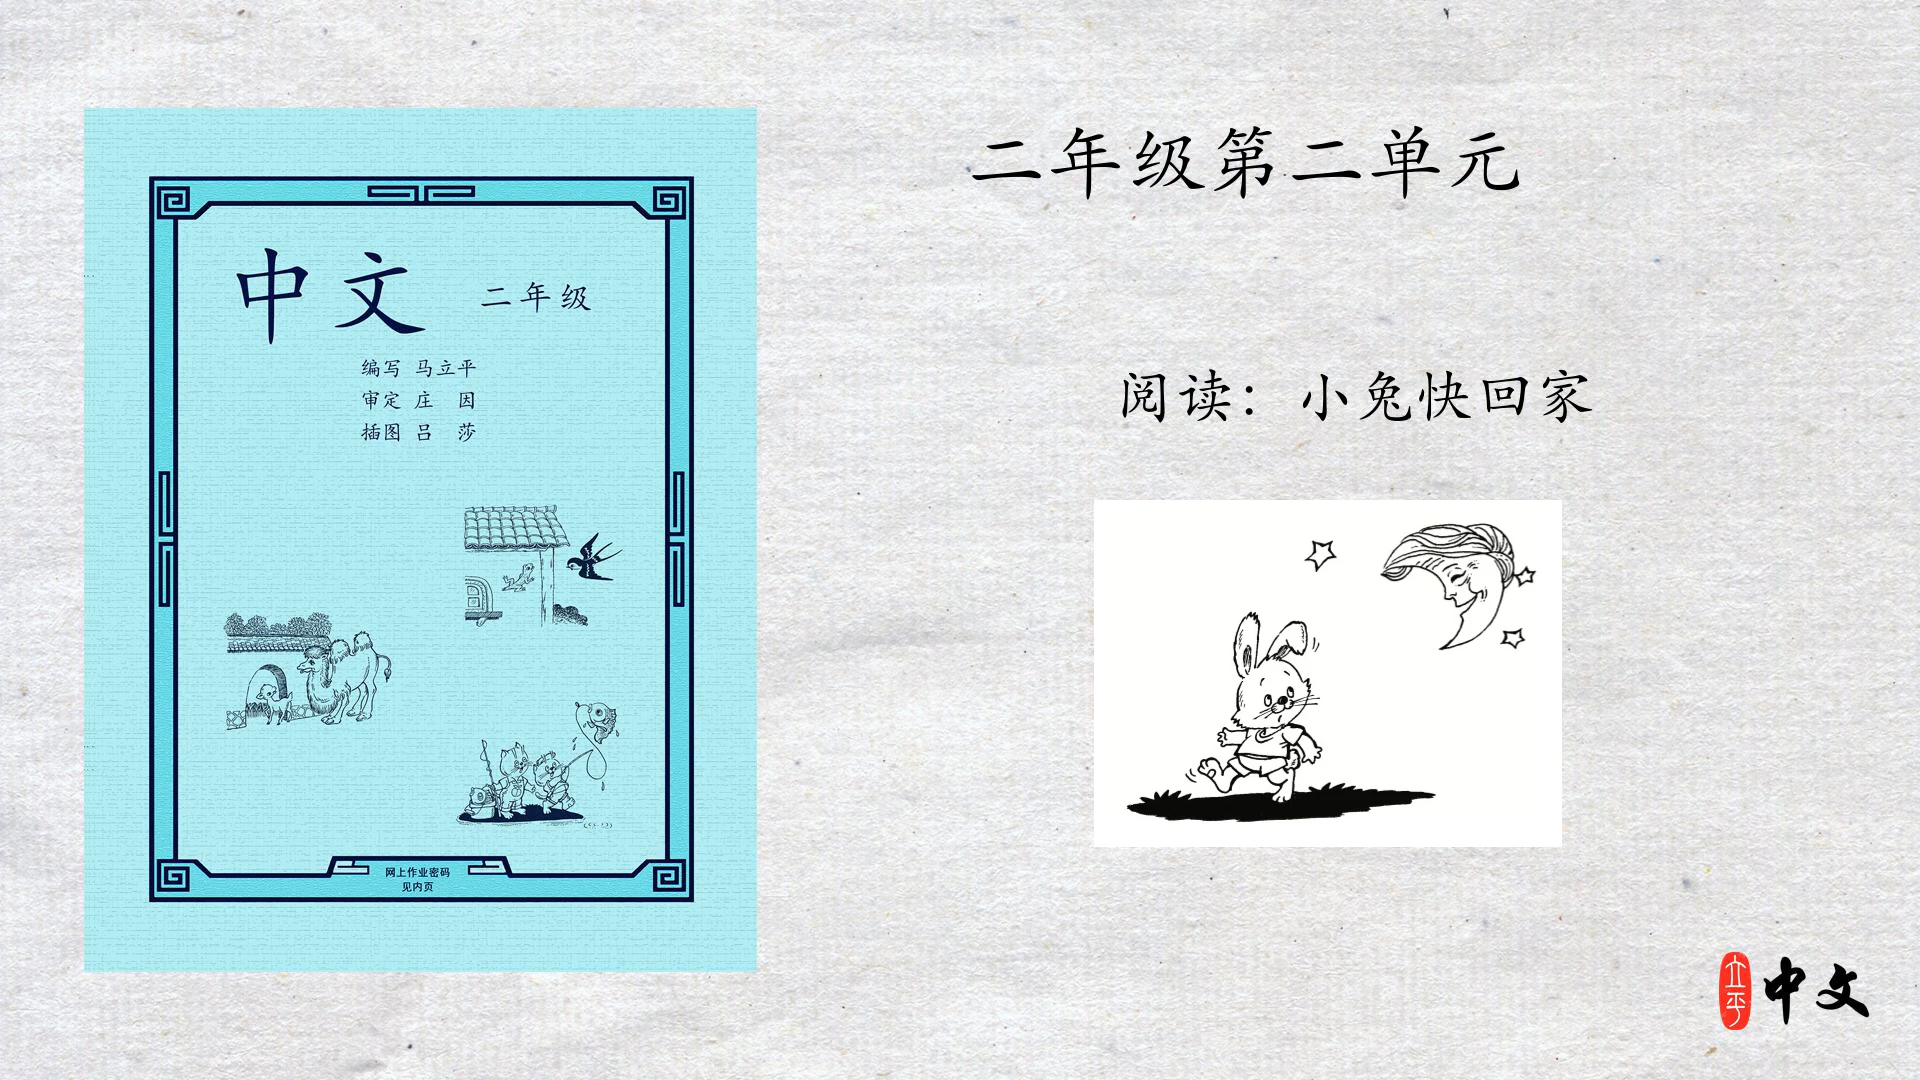 中文 二年级
编写 马立平
审定 庄 因
插图 吕 莎
网上作业密码
见内页
二年级第二单元
阅读：小兔快回家
立平 中文